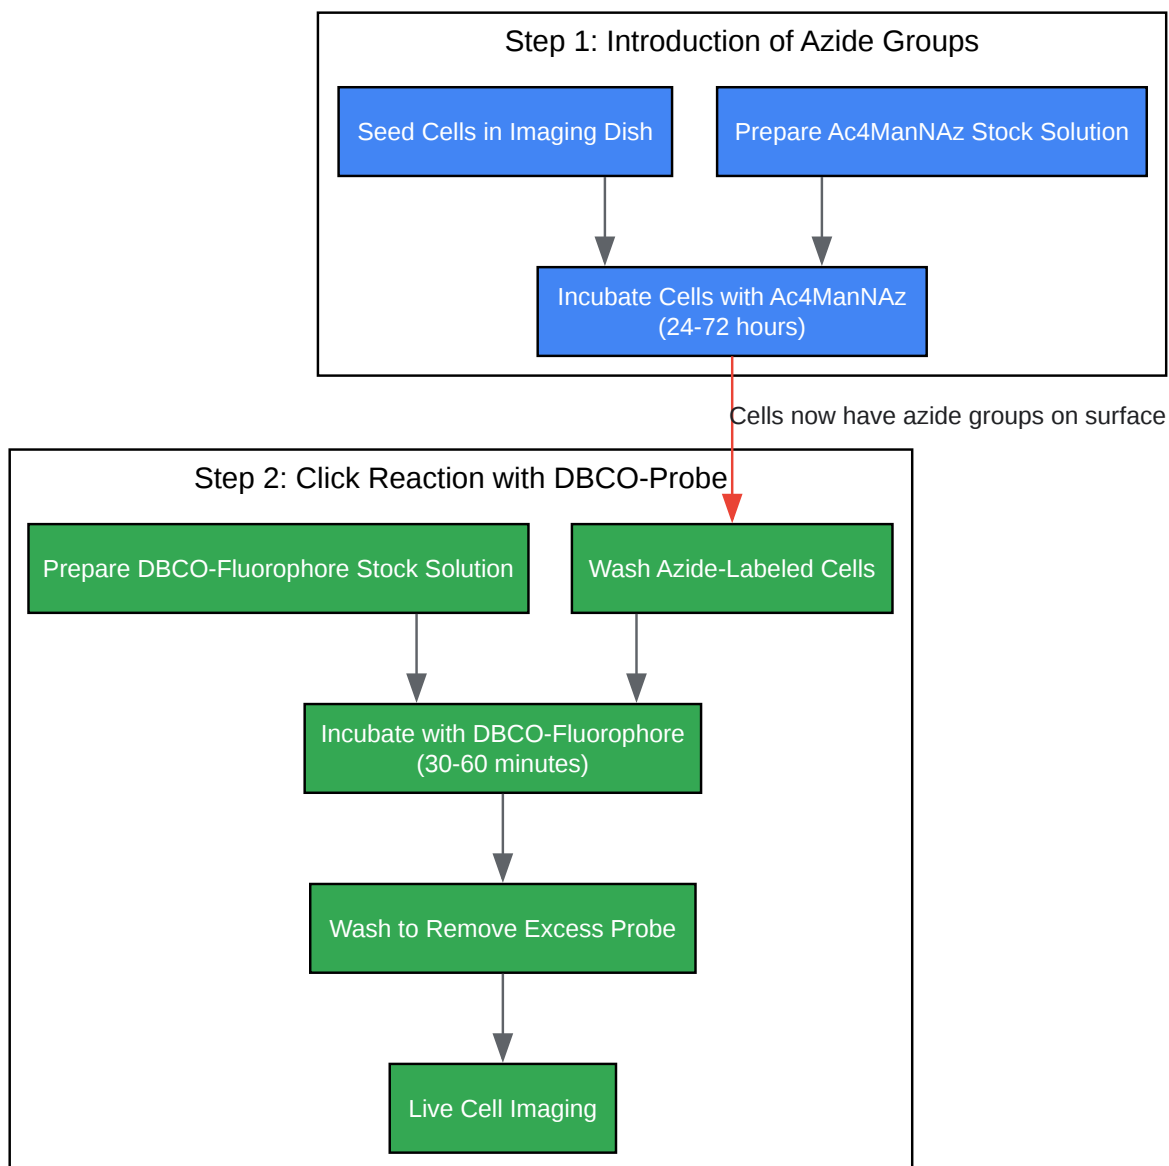 Step 1: Introduction of Azide Groups
Seed Cells in Imaging Dish
Prepare Ac4ManNAz Stock Solution
Incubate Cells with Ac4ManNAz
(24-72 hours)
Cells now have azide groups on surface
Step 2: Click Reaction with DBCO-Probe
Prepare DBCO-Fluorophore Stock Solution
Wash Azide-Labeled Cells
Incubate with DBCO-Fluorophore
(30-60 minutes)
Wash to Remove Excess Probe
Live Cell Imaging